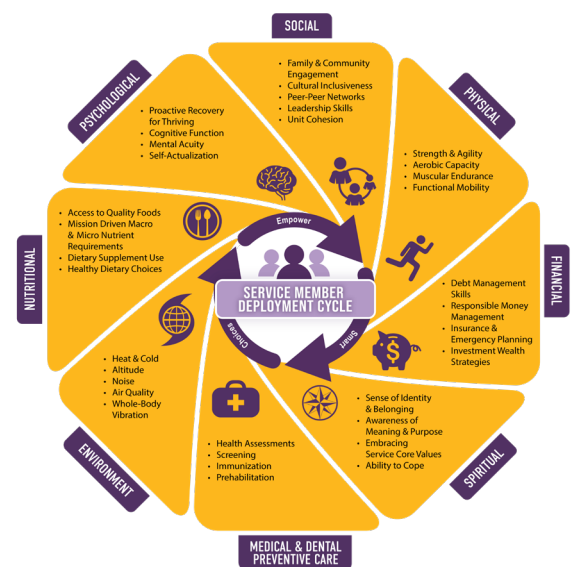 SOCIAL
• Family & Community
Engagement
• Cultural Inclusiveness
• Peer-Peer Networks
• Leadership Skills
• Unit Cohesion
PHYSICAL
• Strength & Agility
• Aerobic Capacity
• Muscular Endurance
• Functional Mobility
FINANCIAL
• Debt Management
Skills
• Responsible Money
Management
• Insurance &
Emergency Planning
• Investment Wealth
Strategies
$
SPIRITUAL
• Sense of Identity
& Belonging
• Awareness of
Meaning & Purpose
• Embracing
Service Core Values
• Ability to Cope
MEDICAL & DENTAL
PREVENTIVE CARE
• Health Assessments
• Screening
• Immunization
• Prehabilitation
ENVIRONMENT
• Heat & Cold
• Altitude
• Noise
• Air Quality
• Whole-Body
Vibration
NUTRITIONAL
• Access to Quality Foods
• Mission Driven Macro
& Micro Nutrient
Requirements
• Dietary Supplement Use
• Healthy Dietary Choices
PSYCHOLOGICAL
• Proactive Recovery
for Thriving
• Cognitive Function
• Mental Acuity
• Self-Actualization
Empower
SERVICE MEMBER
DEPLOYMENT CYCLE
Smart
Choices